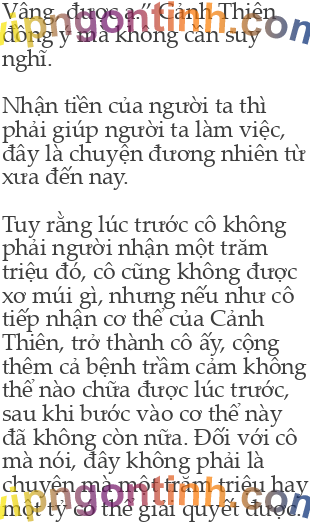 Vâng, được ạ.” Cảnh Thiên
đồng ý mà không cần suy
nghĩ.
Nhận tiền của người ta thì
phải giúp người ta làm việc,
đây là chuyện đương nhiên từ
xưa đến nay.
Tuy rằng lúc trước cô không
phải người nhận một trăm
triệu đó, cô cũng không được
xơ múi gì, nhưng nếu như cô
tiếp nhận cơ thể của Cảnh
Thiên, trở thành cô ấy, cộng
thêm cả bệnh trầm cảm không
thể nào chữa được lúc trước,
sau khi bước vào cơ thể này
đã không còn nữa. Đối với cô
mà nói, đây không phải là
chuyện mà một trăm triệu hay
một tỷ có thể giải quyết được.